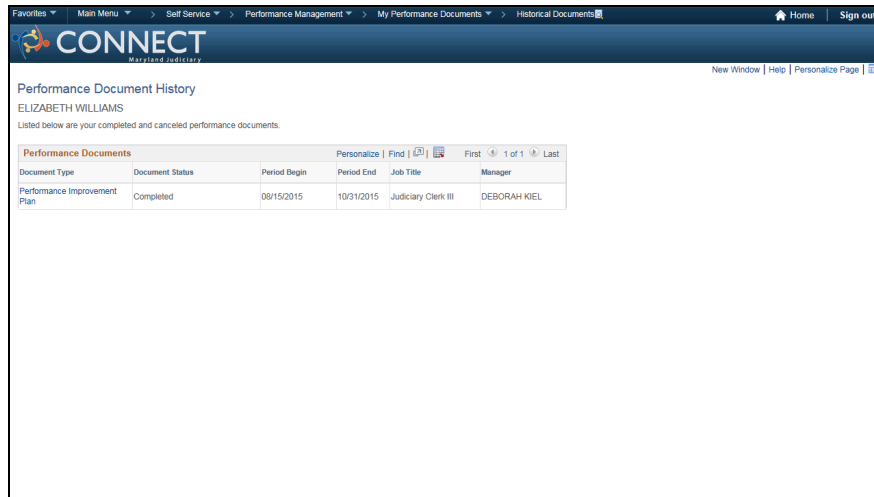 Favorites Main Menu > Self Service > Performance Management > My Performance Documents > Historical Documents Home Sign out
CONNECT
Maryland Judiciary
New Window | Help | Personalize Page |
Performance Document History
ELIZABETH WILLIAMS
Listed below are your completed and canceled performance documents.
Performance Documents Personalize | Find | | First 1 of 1 Last
Document Type Document Status Period Begin Period End Job Title Manager
Performance Improvement Plan Completed 08/15/2015 10/31/2015 Judiciary Clerk III DEBORAH KIEL